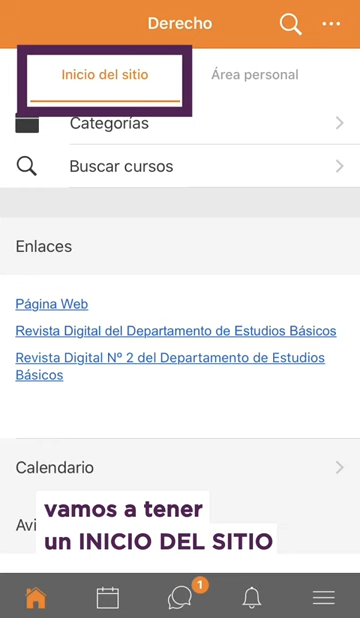 Derecho
Inicio del sitio
Área personal
Categorías
Buscar cursos
Enlaces
Página Web
Revista Digital del Departamento de Estudios Básicos
Revista Digital Nº 2 del Departamento de Estudios
Básicos
Calendario
Avi
vamos a tener
un INICIO DEL SITIO
1